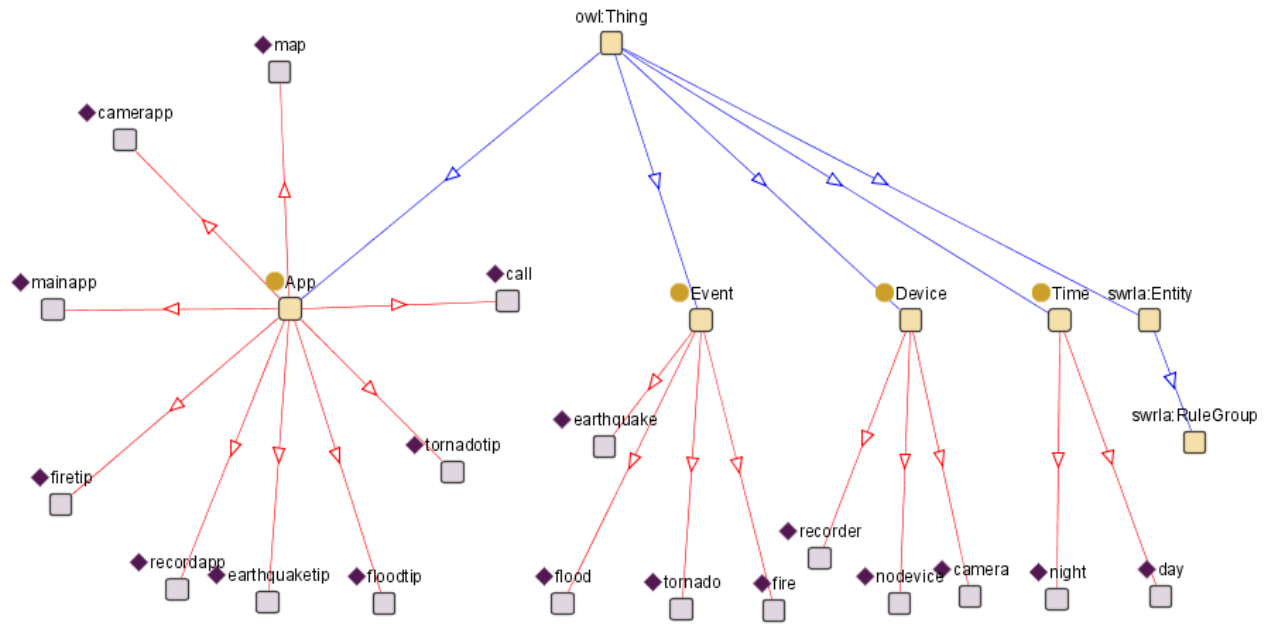 owl:Thing
map
camerapp
mainapp
App
call
Event
Device
Time
swrla:Entity
swrla:RuleGroup
earthquake
tornadotip
firetip
recorder
recordapp
earthquaketip
floodtip
flood
tornado
fire
nodevice
camera
night
day